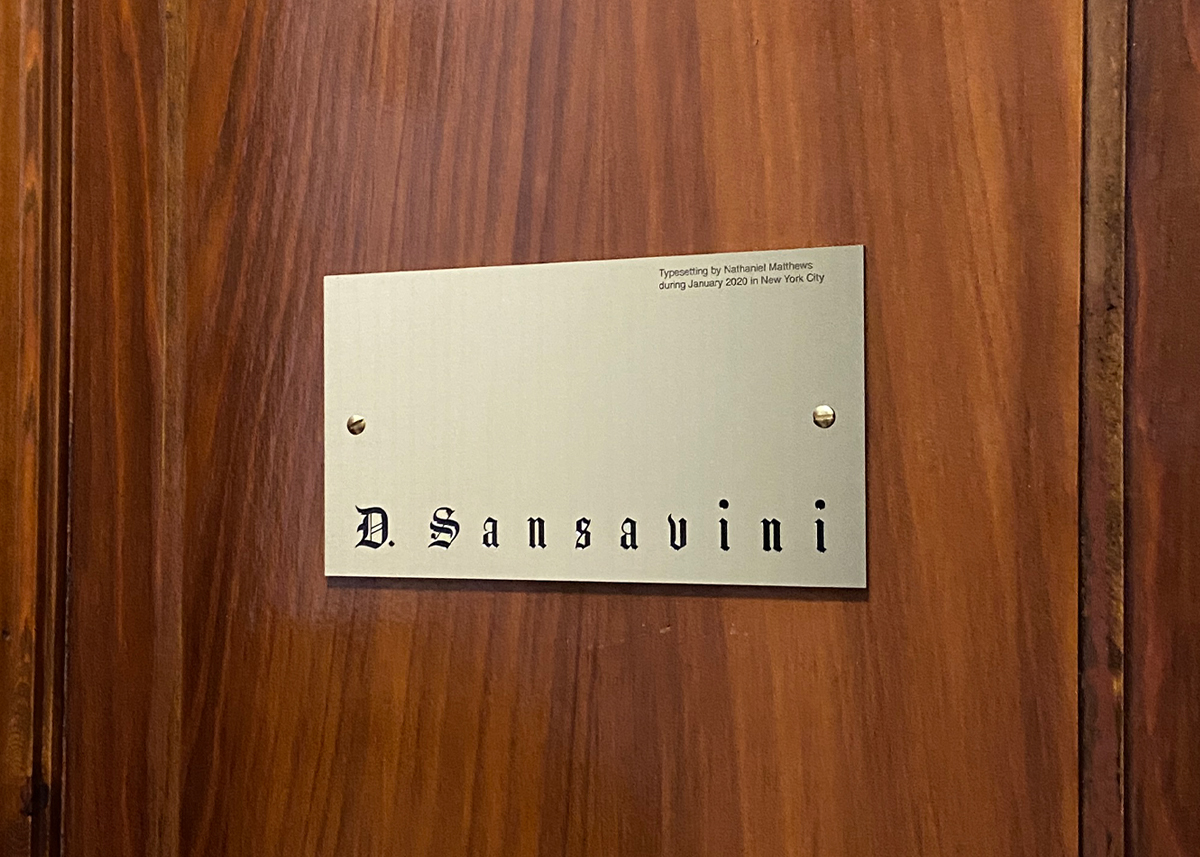 Typesetting by Nathaniel Matthews
during January 2020 in New York City
D. Sansavini